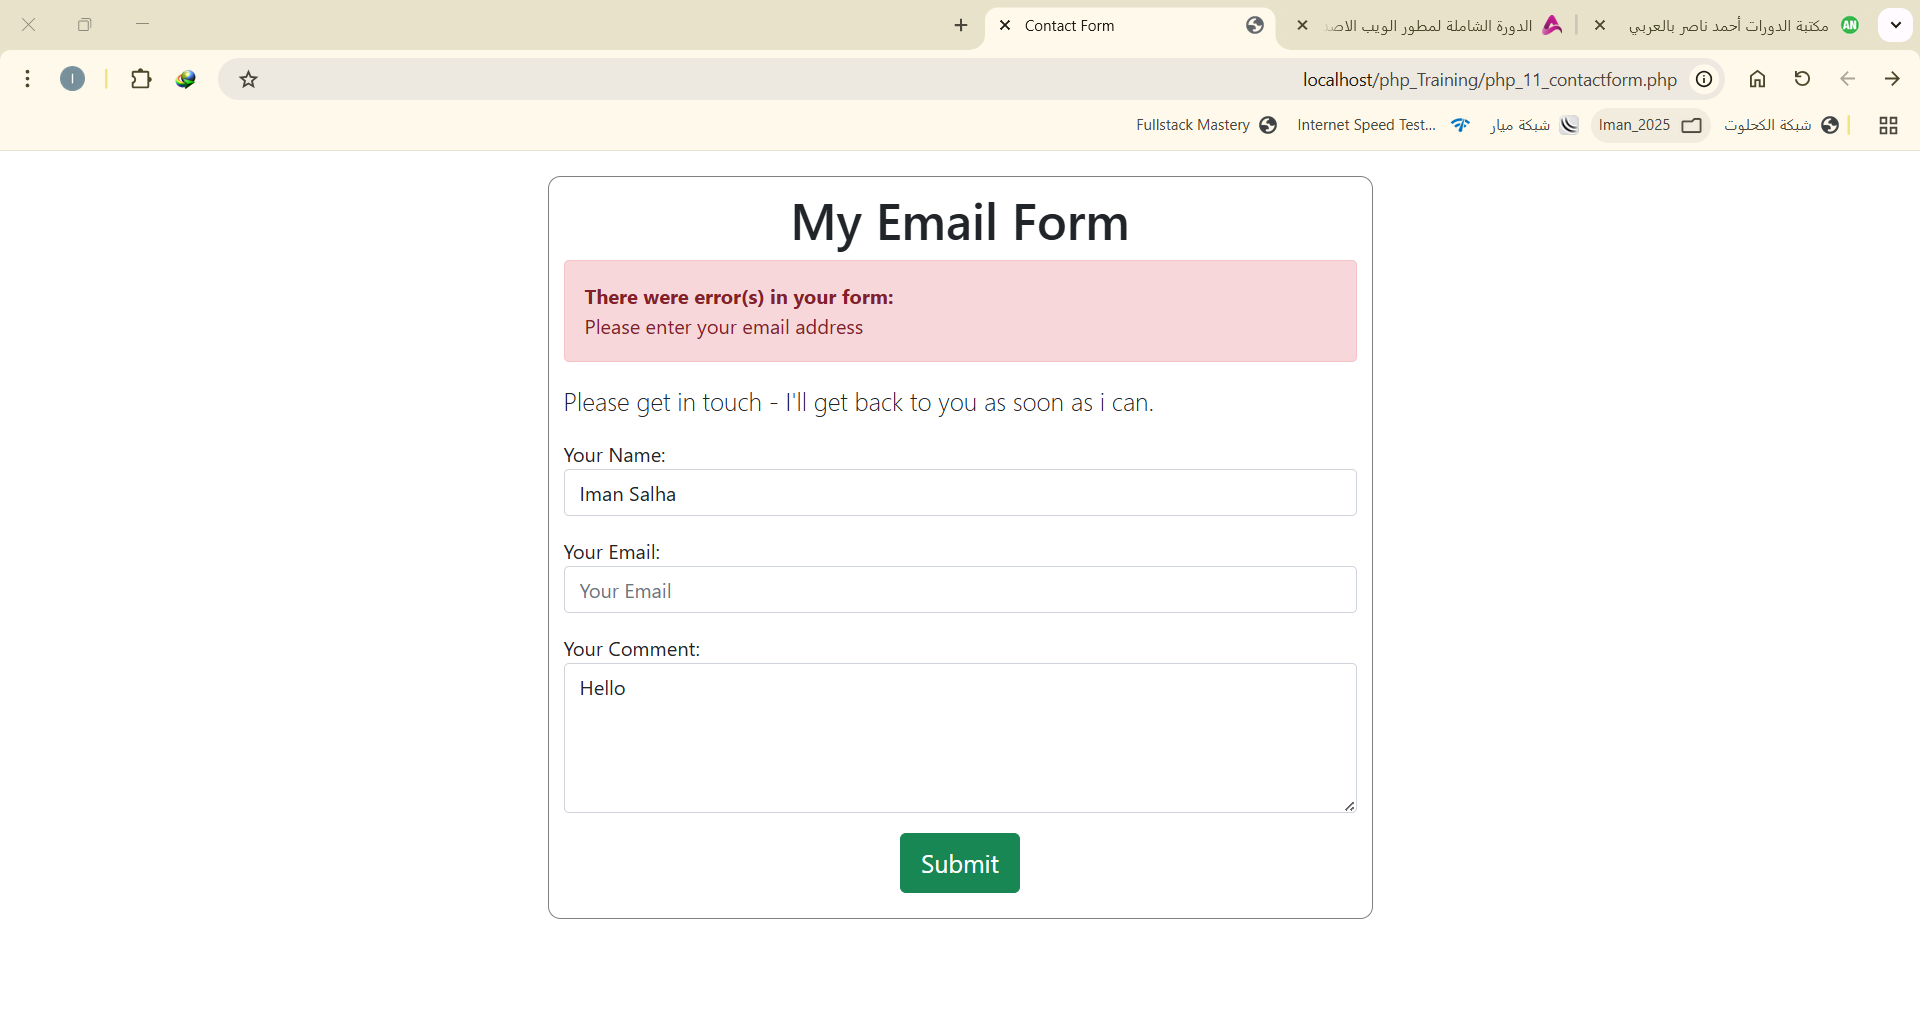 Contact Form
الدورة الشاملة لمطور الويب الاصد
مكتبة الدورات أحمد ناصر بالعربي
AN
I
localhost/php_Training/php_11_contactform.php
Fullstack Mastery
Internet Speed Test...
شبكة ميار
Iman_2025
شبكة الكحلوت
My Email Form
There were error(s) in your form:
Please enter your email address
Please get in touch - I'll get back to you as soon as i can.
Your Name:
Iman Salha
Your Email:
Your Email
Your Comment:
Hello
Submit